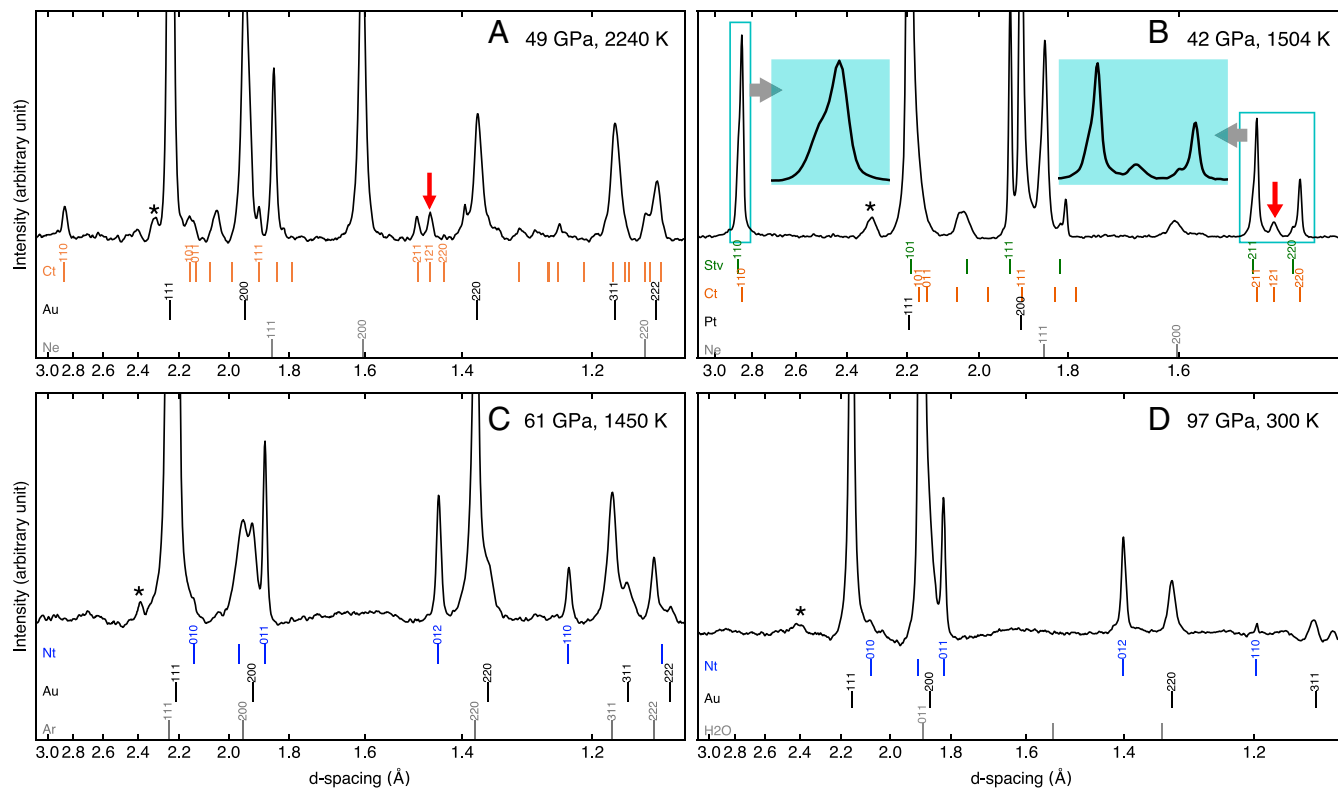 A 49 GPa, 2240 K
Intensity (arbitrary unit)
*
110
101
011
111
211
121
220
Ct
Au
111
200
220
311
222
Ne
111
200
220
3.0 2.8 2.6 2.4 2.2 2.0 1.6 1.4 1.2
B 42 GPa, 1504 K
*
Stv
110
101
111
211
220
Ct
110
101
011
111
211
121
220
Pt
111
200
Ne
111
200
3.0 2.8 2.6 2.4 2.2 2.0 1.8 1.6
C 61 GPa, 1450 K
Intensity (arbitrary unit)
*
Nt
010
011
012
110
Au
111
200
220
311
222
Ar
111
200
220
311
222
3.0 2.8 2.6 2.4 2.2 2.0 1.6 1.4 1.2
d-spacing (Å)
D 97 GPa, 300 K
*
Nt
010
011
012
110
Au
111
200
220
311
H2O
011
3.0 2.8 2.6 2.4 2.2 2.0 1.8 1.6 1.4 1.2
d-spacing (Å)